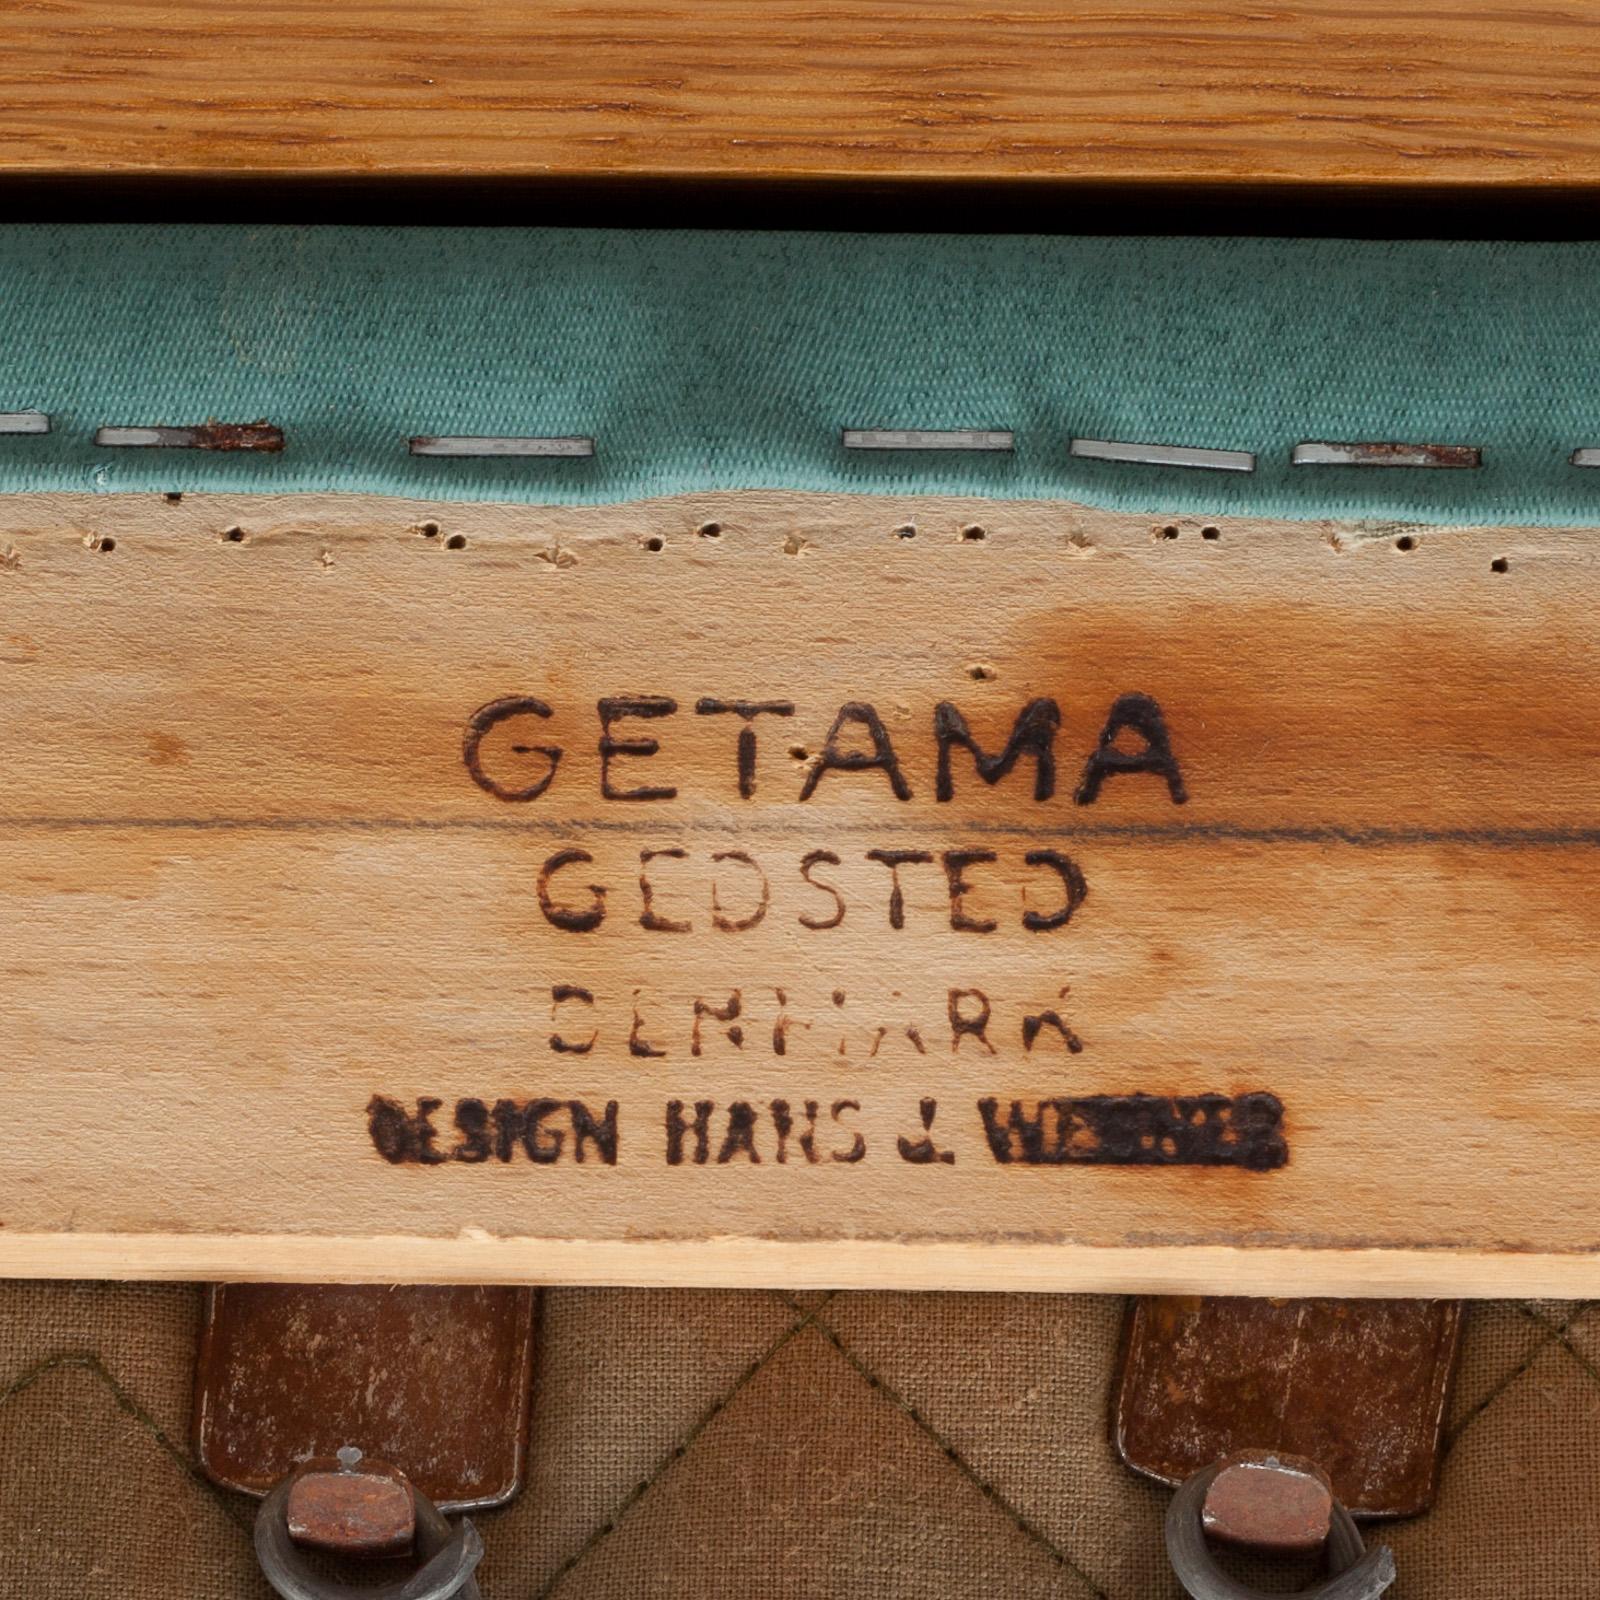 GETAMA
GEDSTED
DENMARK
DESIGN HANS J. WEGNER